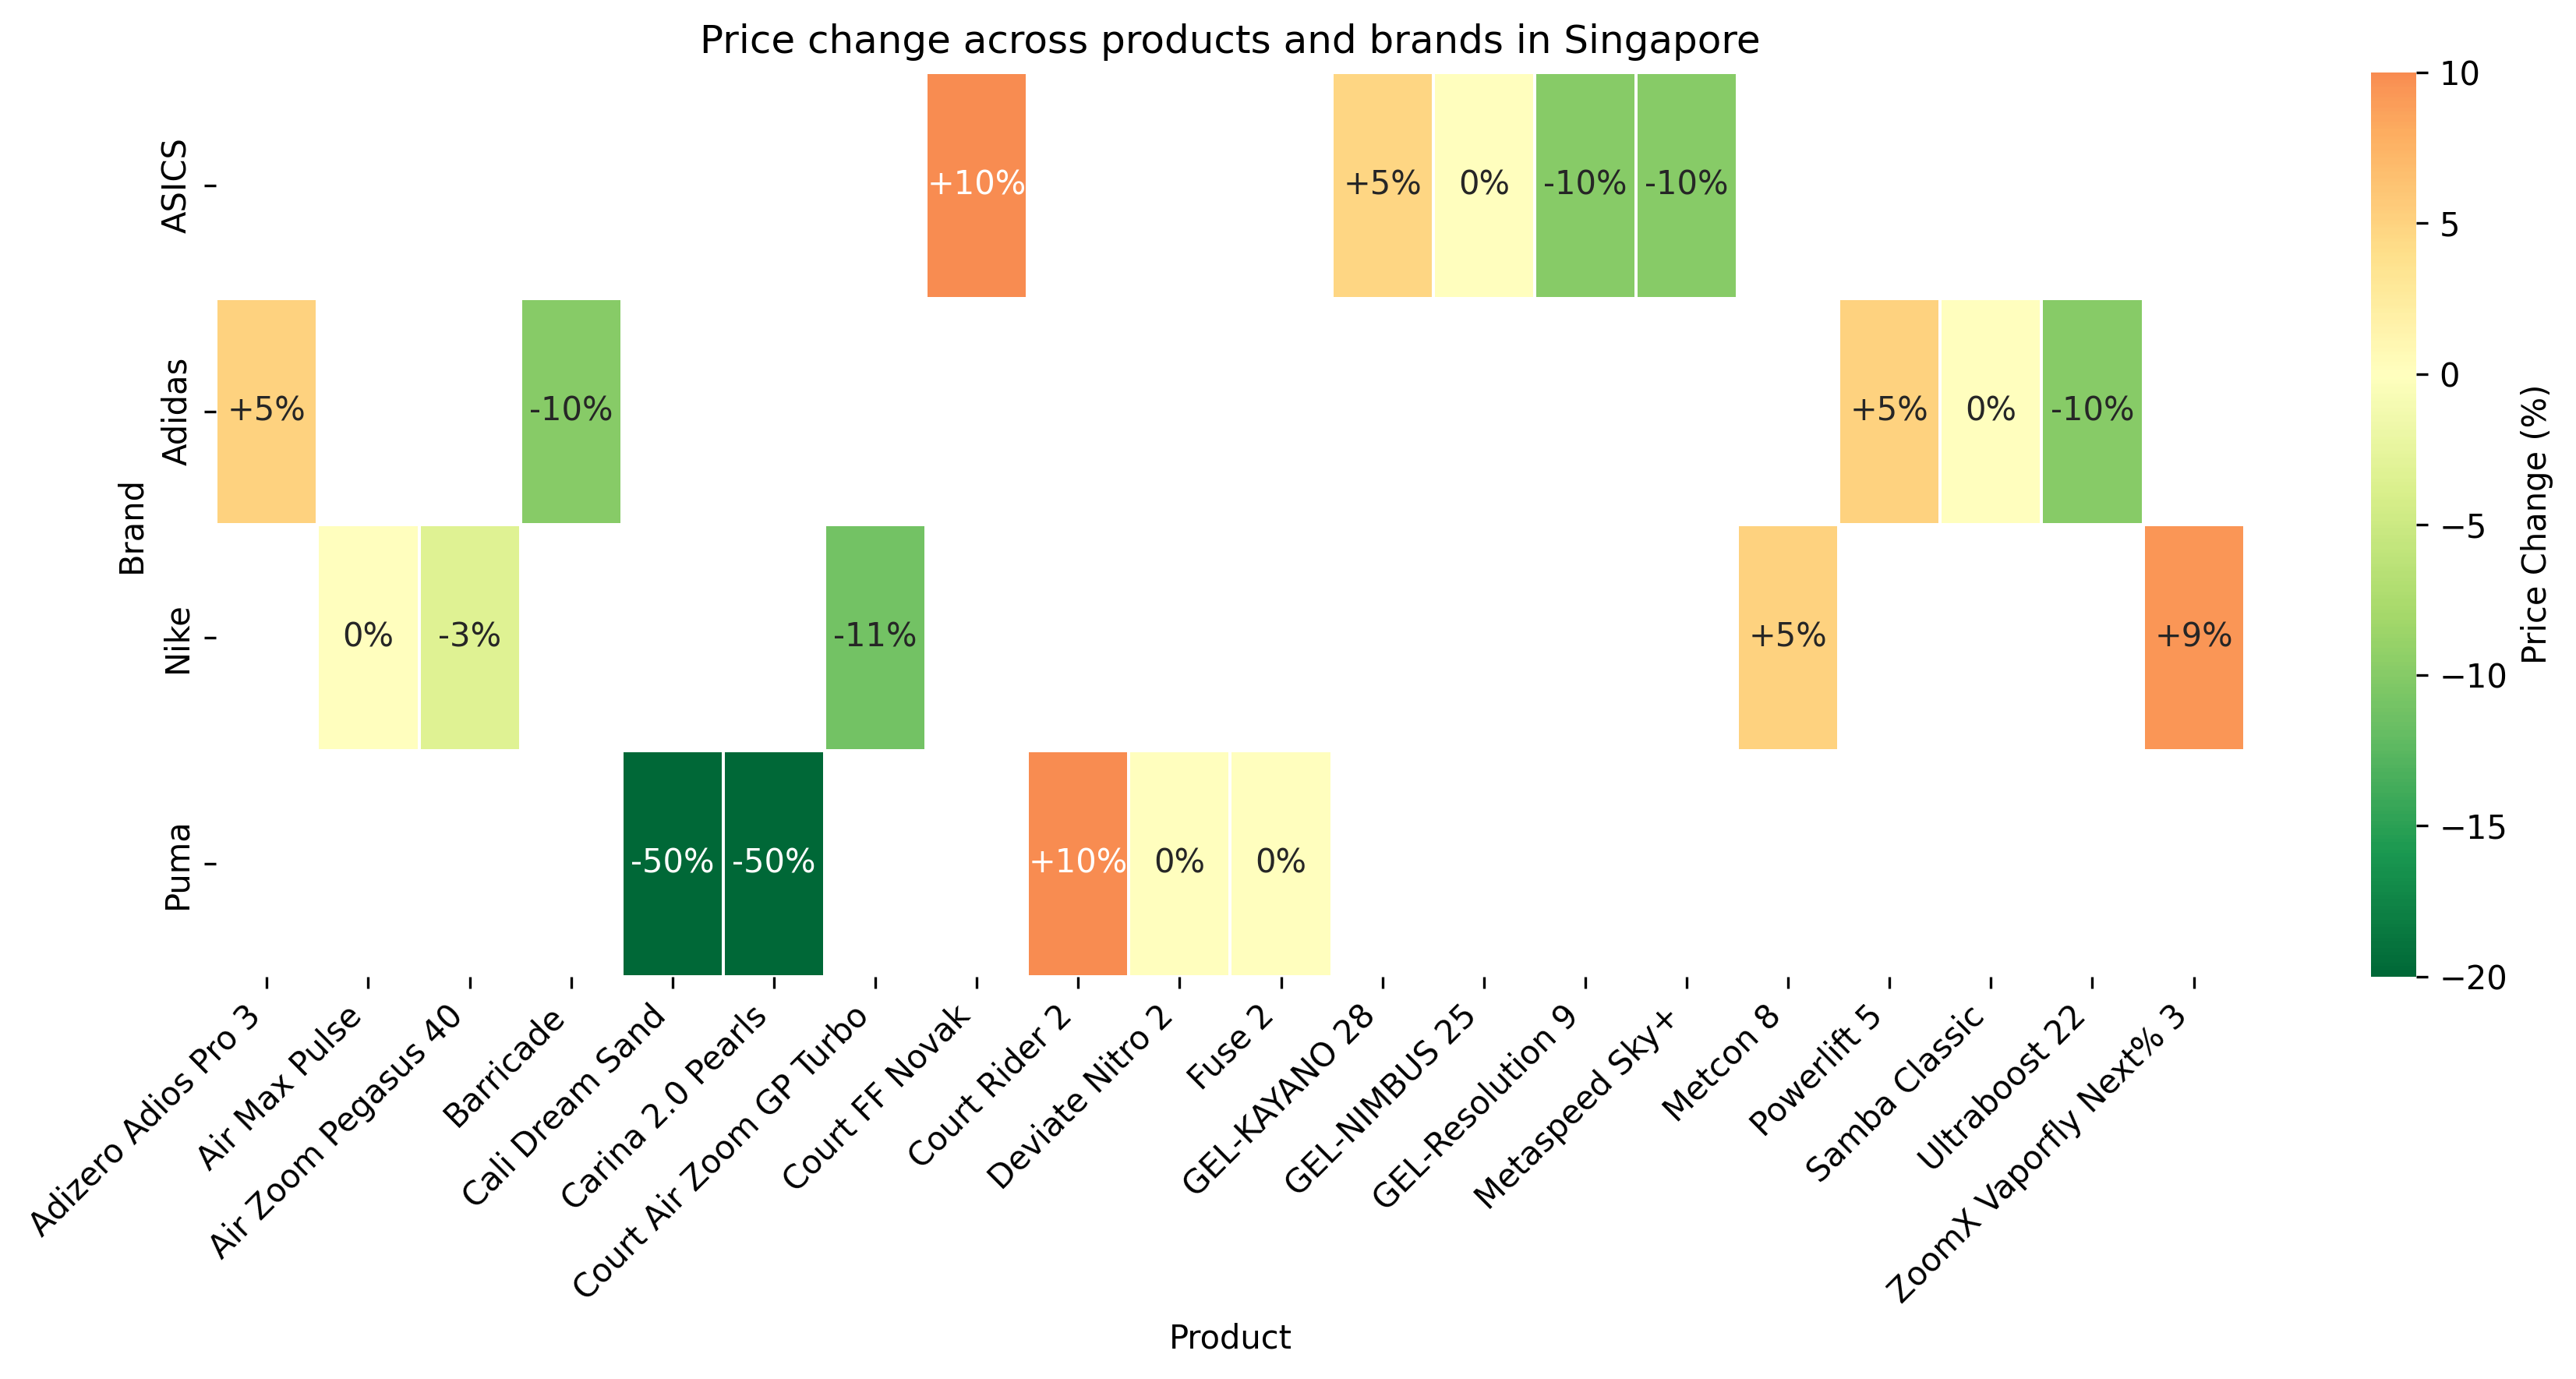 Price change across products and brands in Singapore
Brand
ASICS
+10% +5% 0% -10% -10%
Adidas
+5% -10% +5% 0% -10%
Nike
0% -3% -11% +5% +9%
Puma
-50% -50% +10% 0% 0%
Adizero Adios Pro 3
Air Max Pulse
Air Zoom Pegasus 40
Barricade
Cali Dream Sand
Carina 2.0 Pearls
Court Air Zoom GP Turbo
Court FF Novak
Court Rider 2
Deviate Nitro 2
Fuse 2
GEL-KAYANO 28
GEL-NIMBUS 25
GEL-Resolution 9
Metaspeed Sky+
Metcon 8
Powerlift 5
Samba Classic
Ultraboost 22
ZoomX Vaporfly Next% 3
Product
10
5
0
−5
−10
−15
−20
Price Change (%)